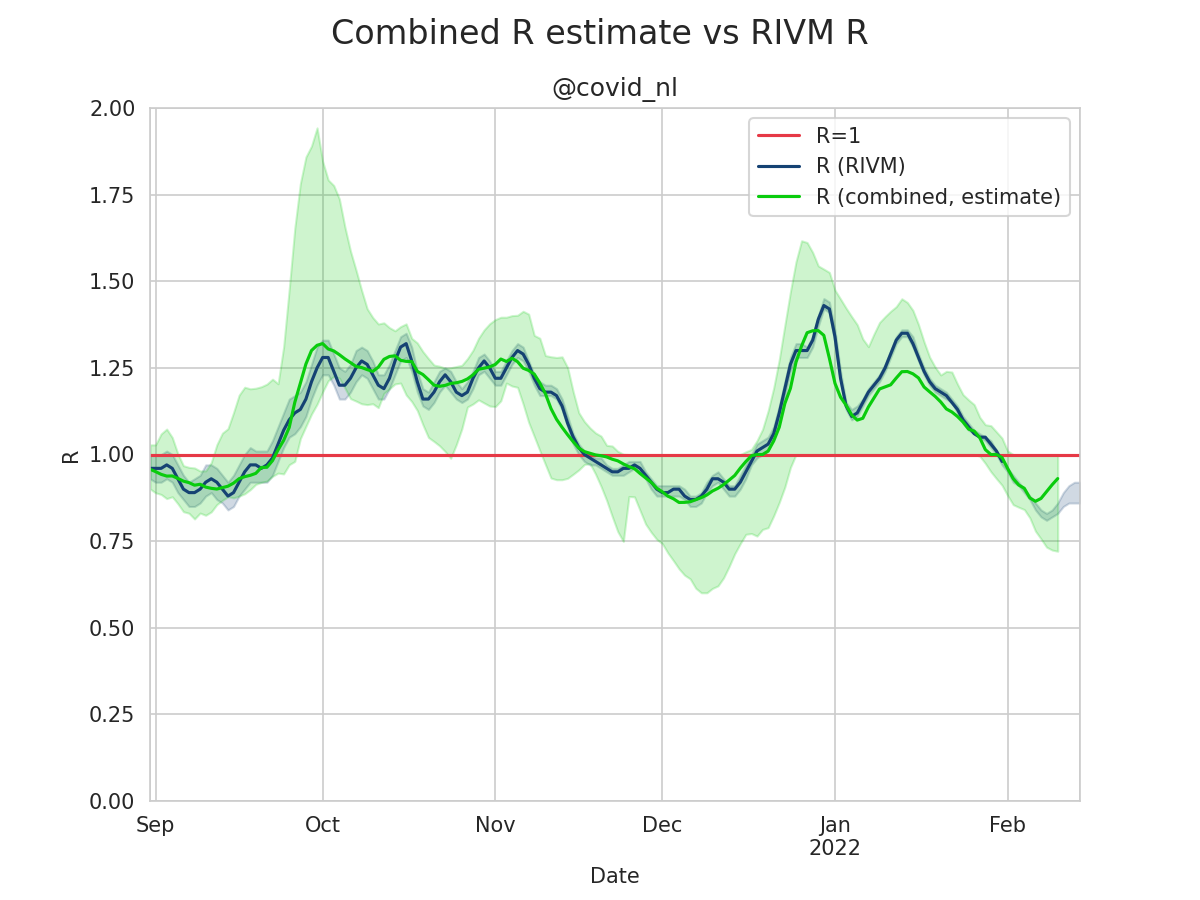 Combined R estimate vs RIVM R
@covid_nl
2.00
1.75
1.50
1.25
1.00
0.75
0.50
0.25
0.00
R
R=1
R (RIVM)
R (combined, estimate)
Sep Oct Nov Dec Jan Feb
2022
Date